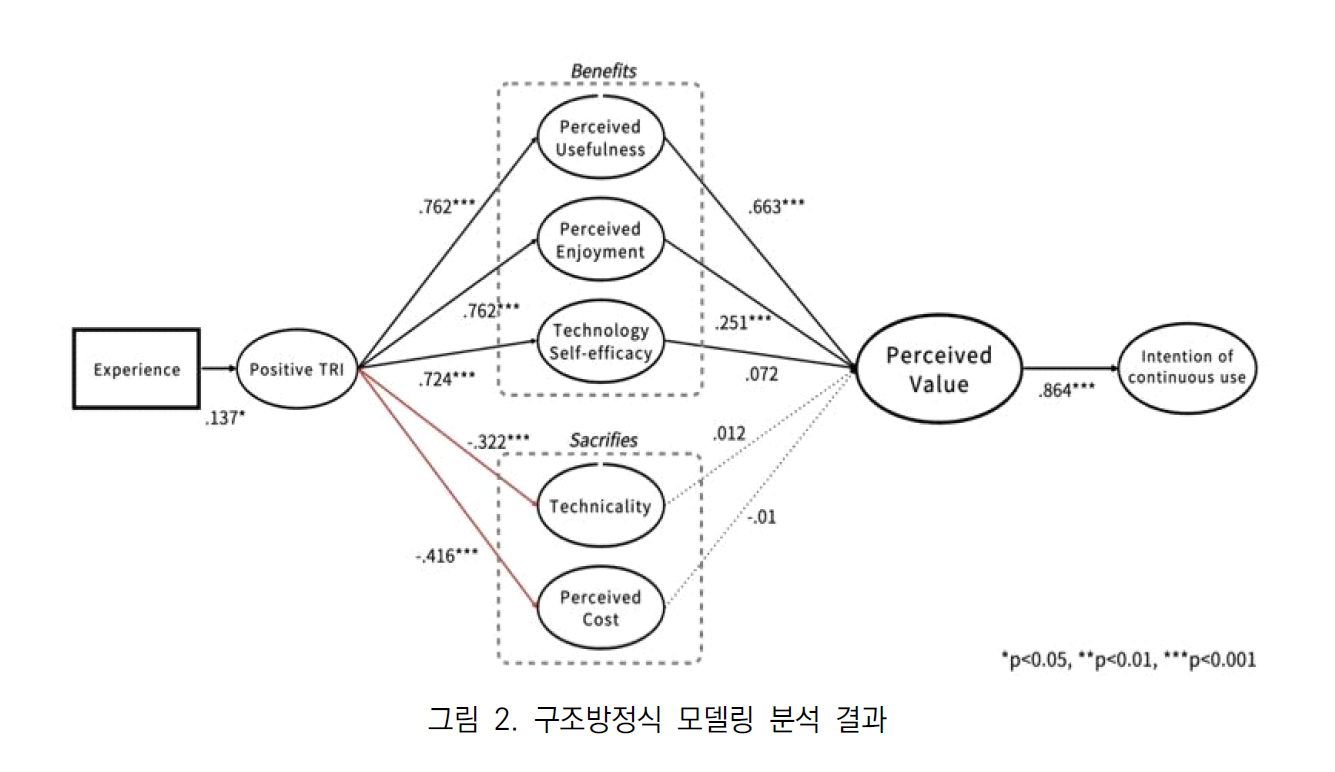 Benefits
Perceived
Usefulness
.762***
.663***
Perceived
Enjoyment
.762***
.251***
Technology
Self-efficacy
.724***
.072
Experience
.137*
Positive TRI
Perceived
Value
.864***
Intention of
continuous use
-.322***
Sacrifies
.012
Technicality
-.416***
-.01
Perceived
Cost
*p<0.05, **p<0.01, ***p<0.001
그림 2. 구조방정식 모델링 분석 결과